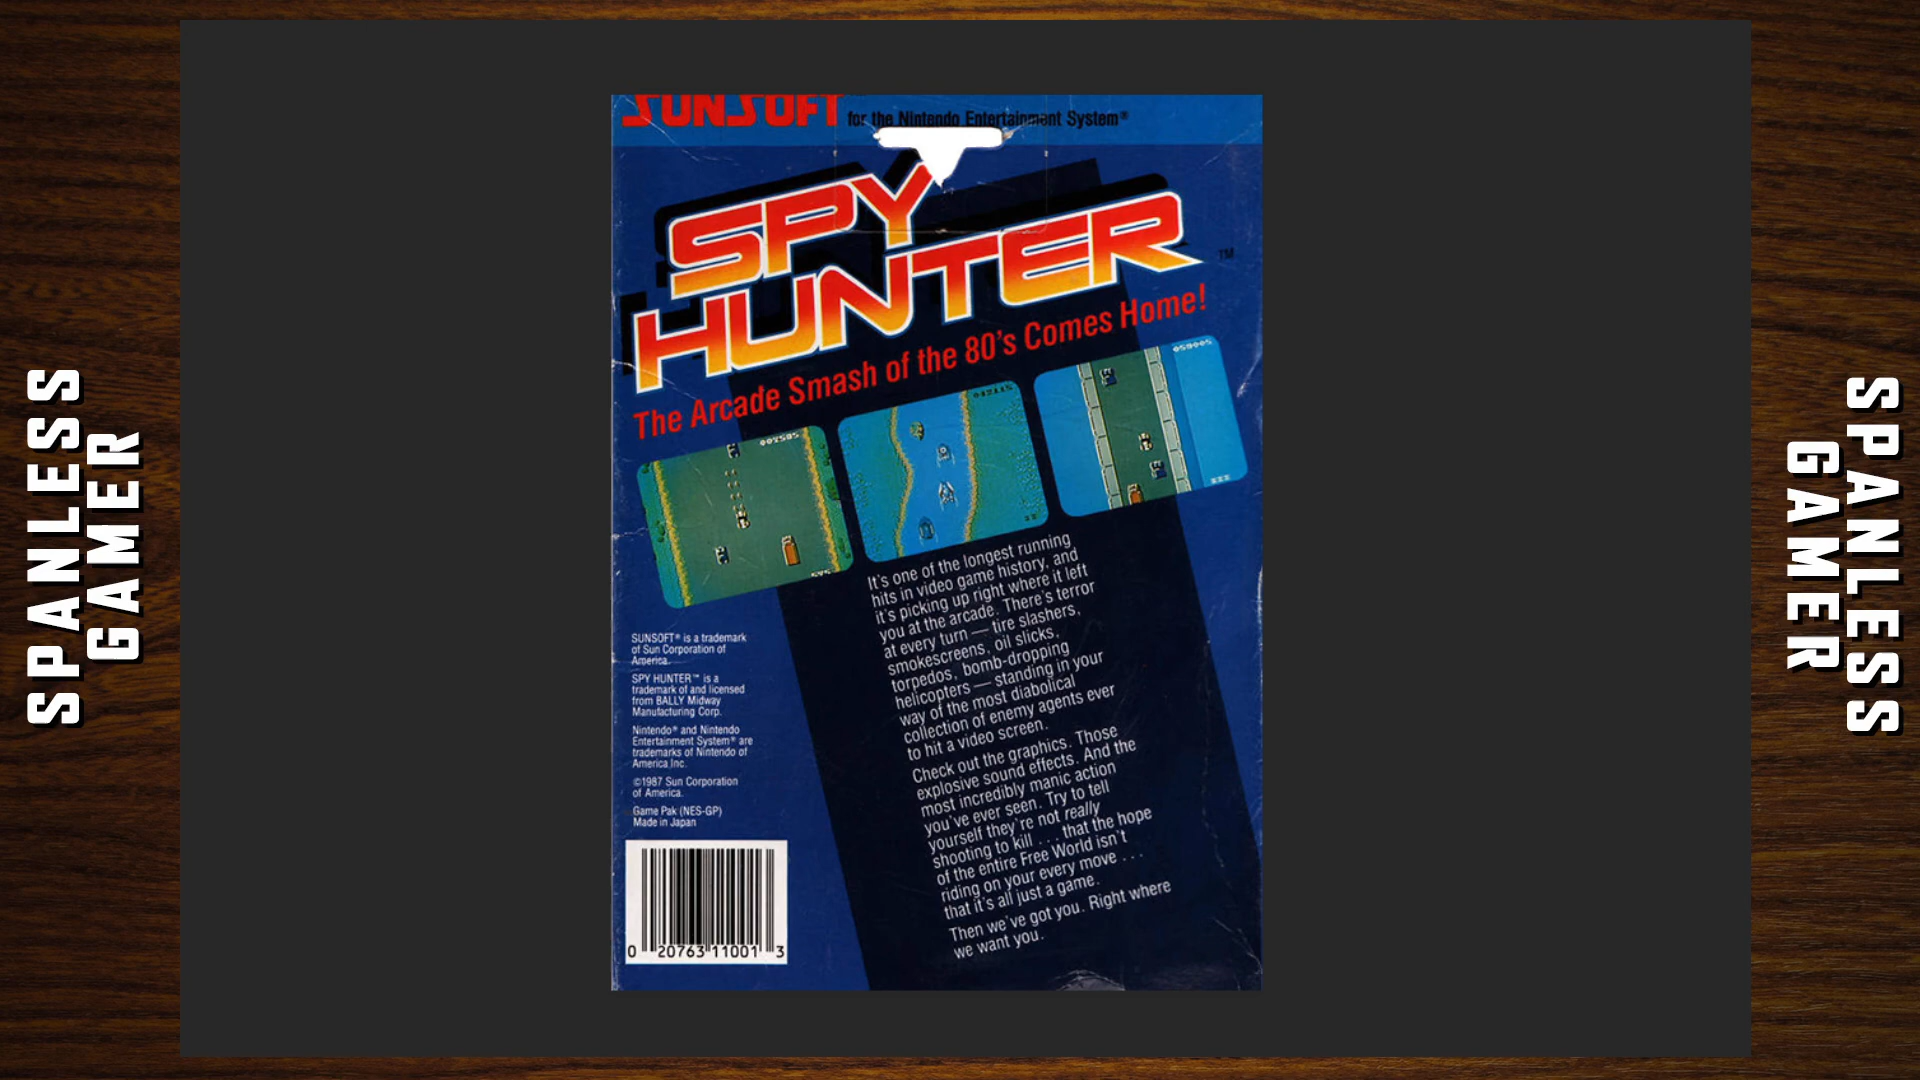 SPANLESS
GAMER
SUNSOFT for the Nintendo Entertainment System®
SPY
HUNTER™
The Arcade Smash of the 80's Comes Home!
It's one of the longest running
hits in video game history, and
it's picking up right where it left
you at the arcade. There's terror
at every turn — tire slashers,
smokescreens, oil slicks,
torpedos, bomb-dropping
helicopters — standing in your
way of the most diabolical
collection of enemy agents ever
to hit a video screen.
Check out the graphics. Those
explosive sound effects. And the
most incredibly manic action
you've ever seen. Try to tell
yourself they're not really
shooting to kill . . . that the hope
of the entire Free World isn't
riding on your every move . . .
that it's all just a game.
Then we've got you. Right where
we want you.
SUNSOFT® is a trademark
of Sun Corporation of
America.
SPY HUNTER™ is a
trademark of and licensed
from BALLY Midway
Manufacturing Corp.
Nintendo® and Nintendo
Entertainment System® are
trademarks of Nintendo of
America Inc.
©1987 Sun Corporation
of America.
Game Pak (NES-GP)
Made in Japan
0 20763 11001 3
SPANLESS
GAMER